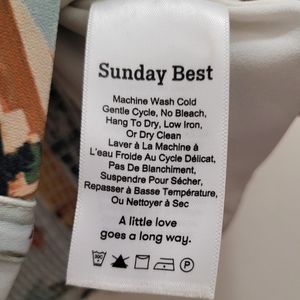 Sunday Best
Machine Wash Cold
Gentle Cycle, No Bleach,
Hang To Dry, Low Iron,
Or Dry Clean
Laver À La Machine À
L'eau Froide Au Cycle Délicat,
Pas De Blanchiment,
Suspendre Pour Sécher,
Repasser à Basse Température,
Ou Nettoyer à Sec
A little love
goes a long way.